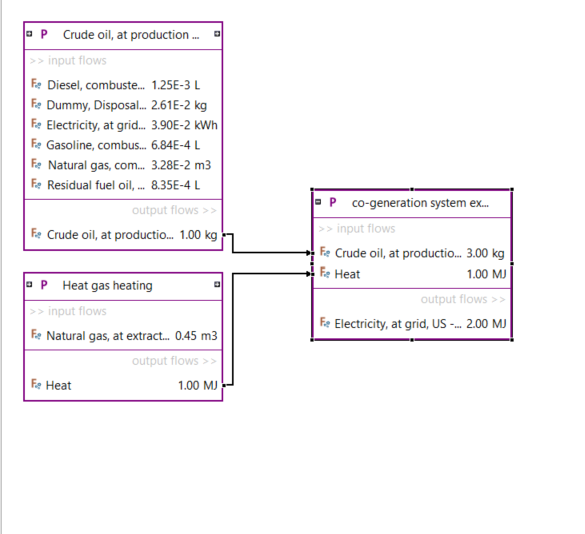 P Crude oil, at production ...
>> input flows
Fe Diesel, combuste... 1.25E-3 L
Fe Dummy, Disposal... 2.61E-2 kg
Fe Electricity, at grid... 3.90E-2 kWh
Fe Gasoline, combus... 6.84E-4 L
Fe Natural gas, com... 3.28E-2 m3
Fe Residual fuel oil, ... 8.35E-4 L
output flows >>
Fe Crude oil, at productio... 1.00 kg
P Heat gas heating
>> input flows
Fe Natural gas, at extract... 0.45 m3
output flows >>
Fe Heat 1.00 MJ
P co-generation system ex...
>> input flows
Fe Crude oil, at productio... 3.00 kg
Fe Heat 1.00 MJ
output flows >>
Fe Electricity, at grid, US -... 2.00 MJ